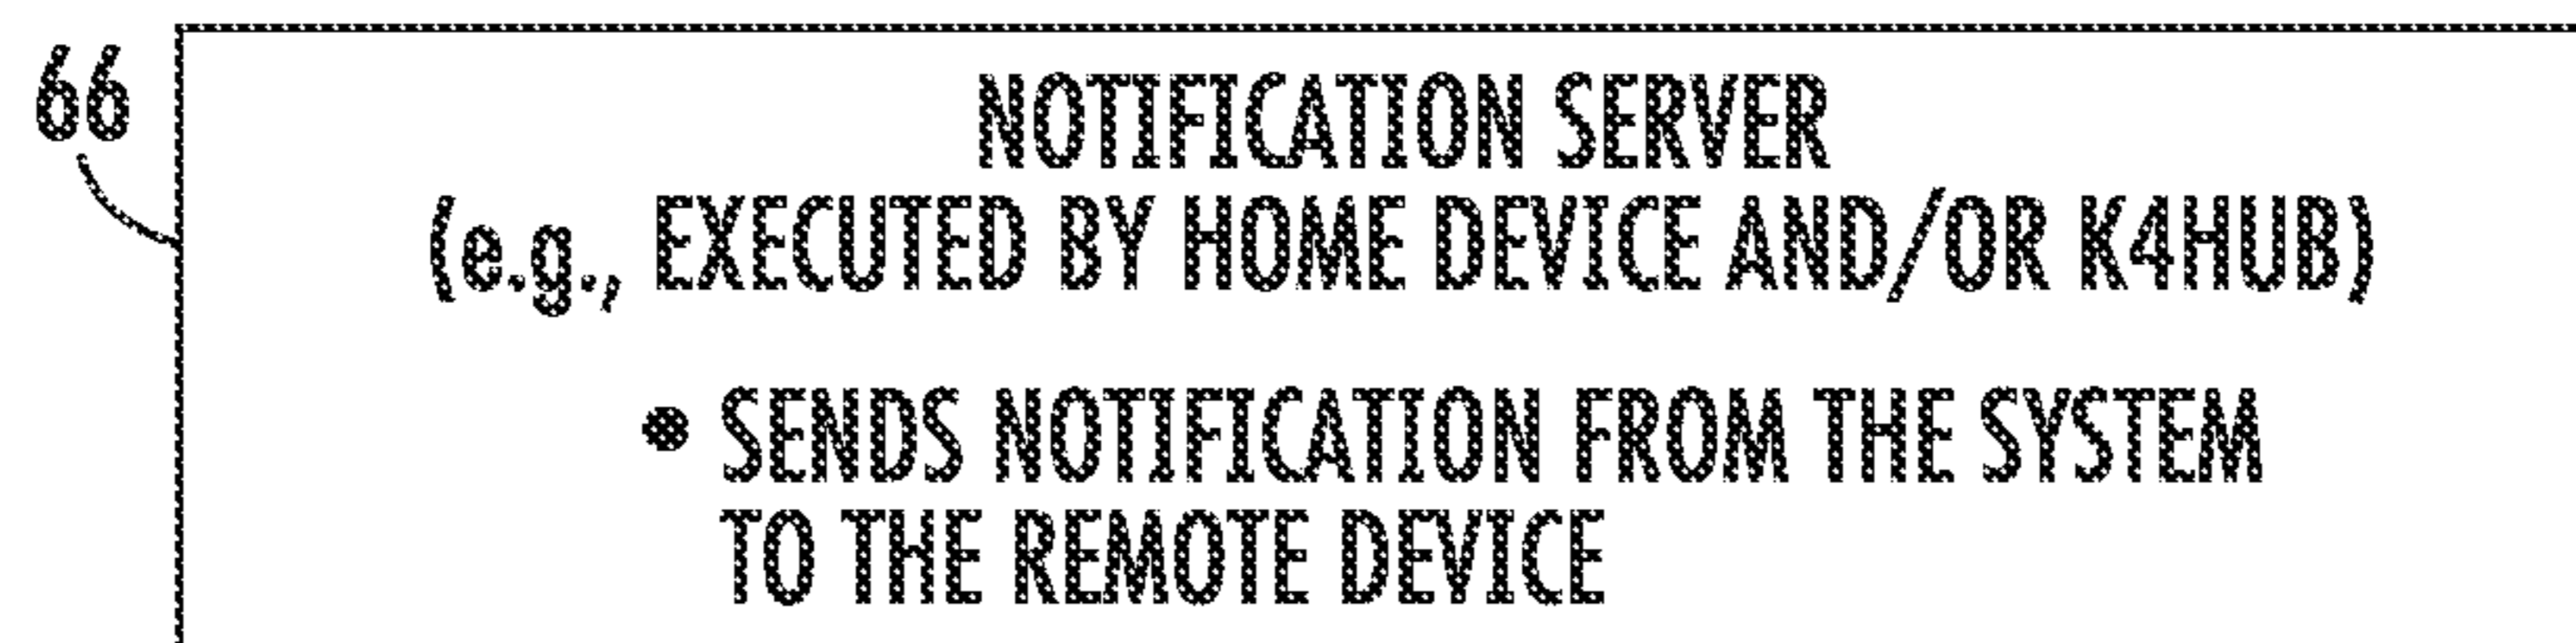 66
NOTIFICATION SERVER
(e.g., EXECUTED BY HOME DEVICE AND/OR K4HUB)
• SENDS NOTIFICATION FROM THE SYSTEM
TO THE REMOTE DEVICE